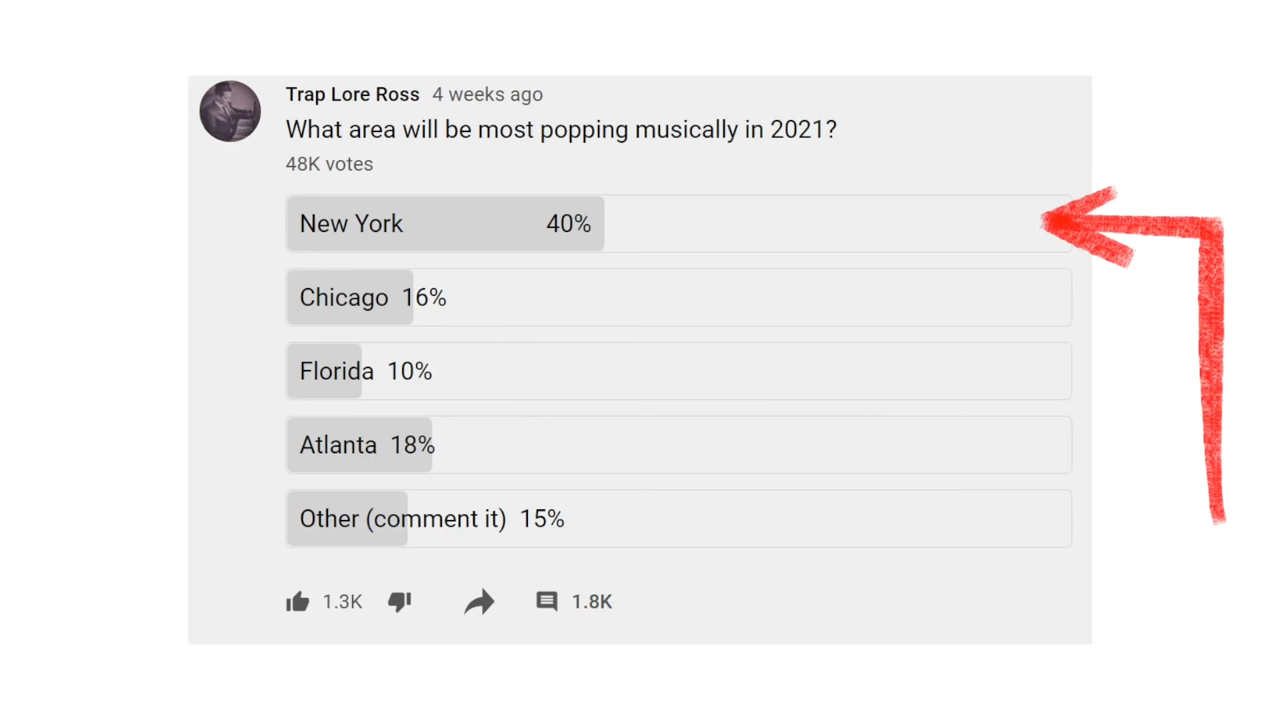 Trap Lore Ross 4 weeks ago
What area will be most popping musically in 2021?
48K votes
New York 40%
Chicago 16%
Florida 10%
Atlanta 18%
Other (comment it) 15%
1.3K 1.8K